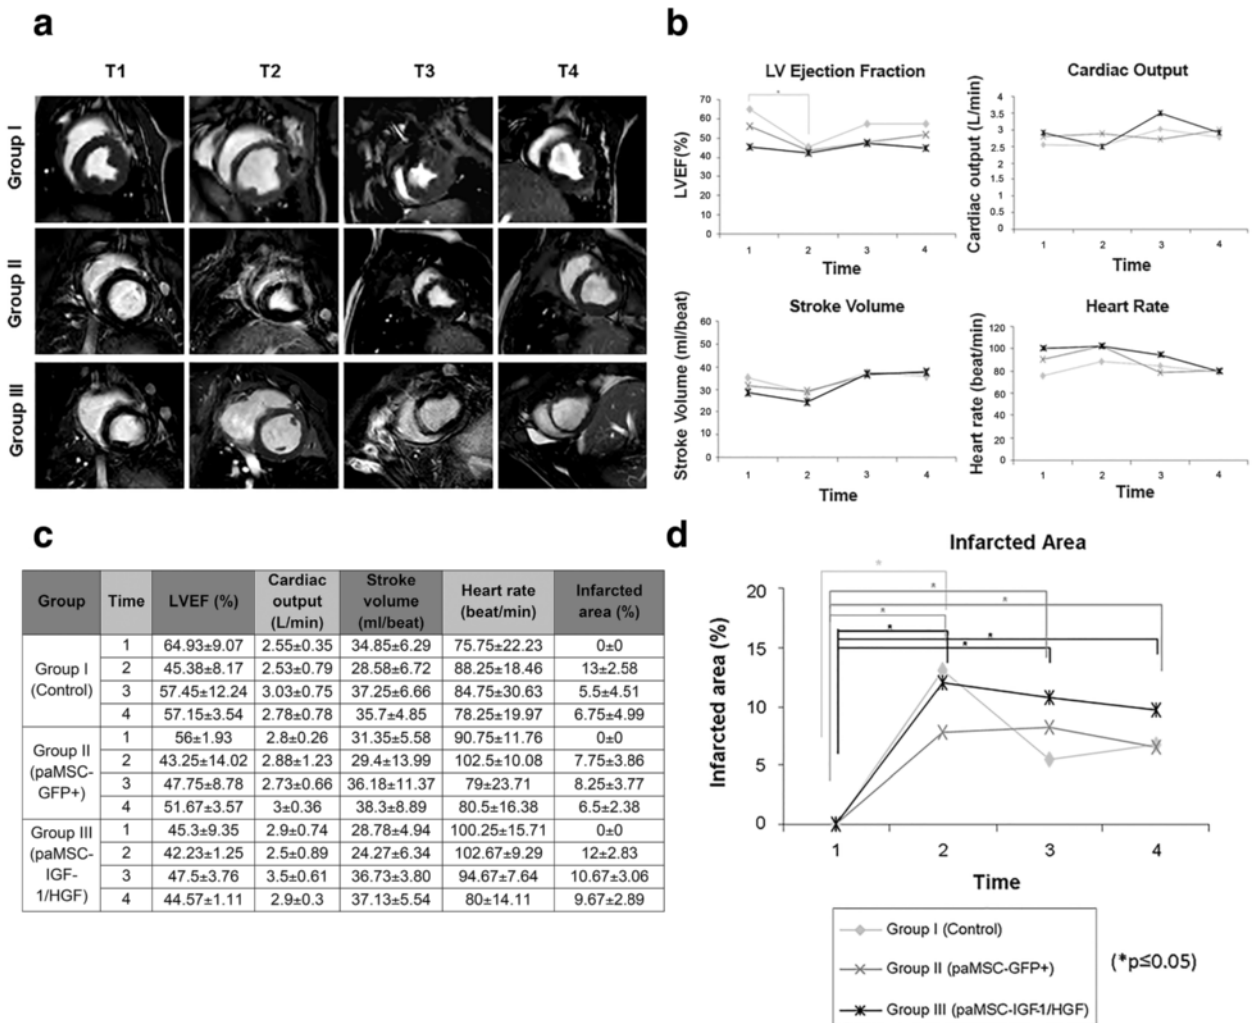 a
T1 T2 T3 T4
Group I
Group II
Group III
b
LV Ejection Fraction
LVEF(%)
70
60
50
40
30
20
10
0
*
1 2 3 4
Time
Cardiac Output
Cardiac output (L/min)
4
3.5
3
2.5
2
1.5
1
0.5
0
1 2 3 4
Time
Stroke Volume
Stroke Volume (ml/beat)
60
50
40
30
20
10
0
1 2 3 4
Time
Heart Rate
Heart rate (beat/min)
120
100
80
60
40
20
0
1 2 3 4
Time
c
Group Time LVEF (%) Cardiac output (L/min) Stroke volume (ml/beat) Heart rate (beat/min) Infarcted area (%)
Group I (Control)
1 64.93±9.07 2.55±0.35 34.85±6.29 75.75±22.23 0±0
2 45.38±8.17 2.53±0.79 28.58±6.72 88.25±18.46 13±2.58
3 57.45±12.24 3.03±0.75 37.25±6.66 84.75±30.63 5.5±4.51
4 57.15±3.54 2.78±0.78 35.7±4.85 78.25±19.97 6.75±4.99
Group II (paMSC-GFP+)
1 56±1.93 2.8±0.26 31.35±5.58 90.75±11.76 0±0
2 43.25±14.02 2.88±1.23 29.4±13.99 102.5±10.08 7.75±3.86
3 47.75±8.78 2.73±0.66 36.18±11.37 79±23.71 8.25±3.77
4 51.67±3.57 3±0.36 38.3±8.89 80.5±16.38 6.5±2.38
Group III (paMSC-IGF-1/HGF)
1 45.3±9.35 2.9±0.74 28.78±4.94 100.25±15.71 0±0
2 42.23±1.25 2.5±0.89 24.27±6.34 102.67±9.29 12±2.83
3 47.5±3.76 3.5±0.61 36.73±3.80 94.67±7.64 10.67±3.06
4 44.57±1.11 2.9±0.3 37.13±5.54 80±14.11 9.67±2.89
d
Infarcted Area
Infarcted area (%)
20
15
10
5
0
* * * * * * *
1 2 3 4
Time
Group I (Control)
Group II (paMSC-GFP+)
Group III (paMSC-IGF-1/HGF)
(*p≤0.05)